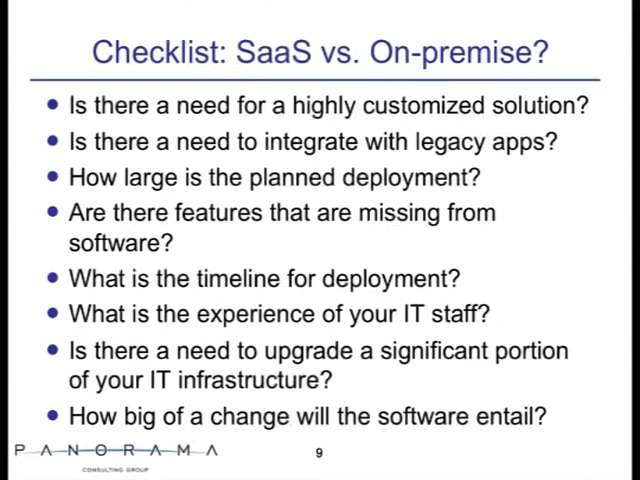 Checklist: SaaS vs. On-premise?
Is there a need for a highly customized solution?
Is there a need to integrate with legacy apps?
How large is the planned deployment?
Are there features that are missing from
software?
What is the timeline for deployment?
What is the experience of your IT staff?
Is there a need to upgrade a significant portion
of your IT infrastructure?
How big of a change will the software entail?
PANORAMA
CONSULTING GROUP
9